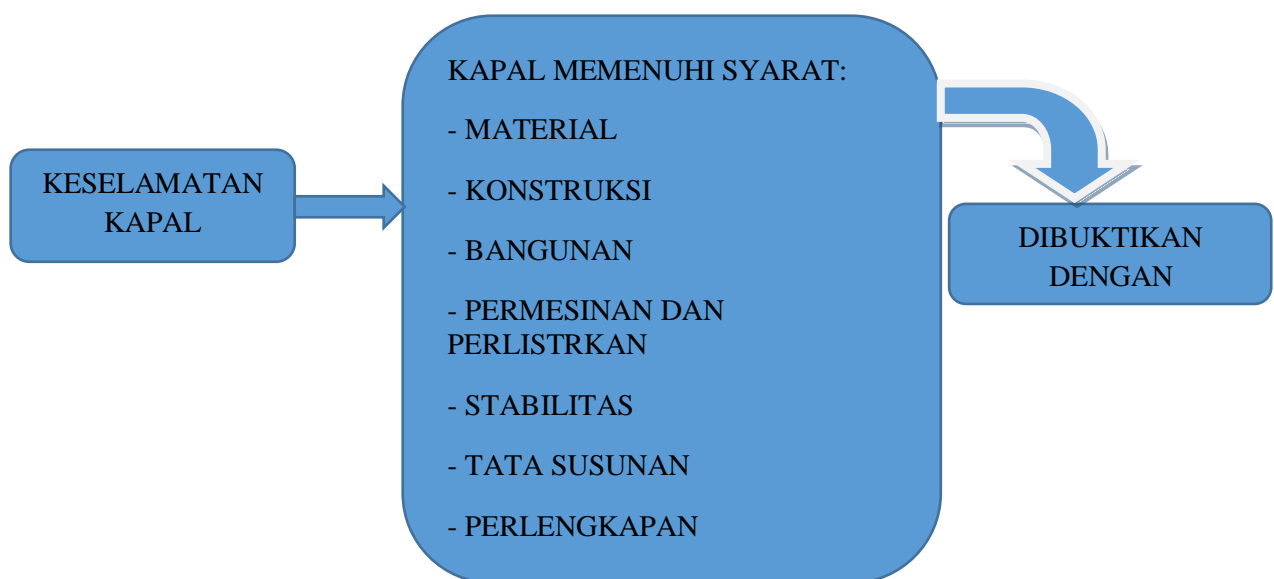 KESELAMATAN
KAPAL
KAPAL MEMENUHI SYARAT:
- MATERIAL
- KONSTRUKSI
- BANGUNAN
- PERMESINAN DAN
PERLISTRKAN
- STABILITAS
- TATA SUSUNAN
- PERLENGKAPAN
DIBUKTIKAN
DENGAN